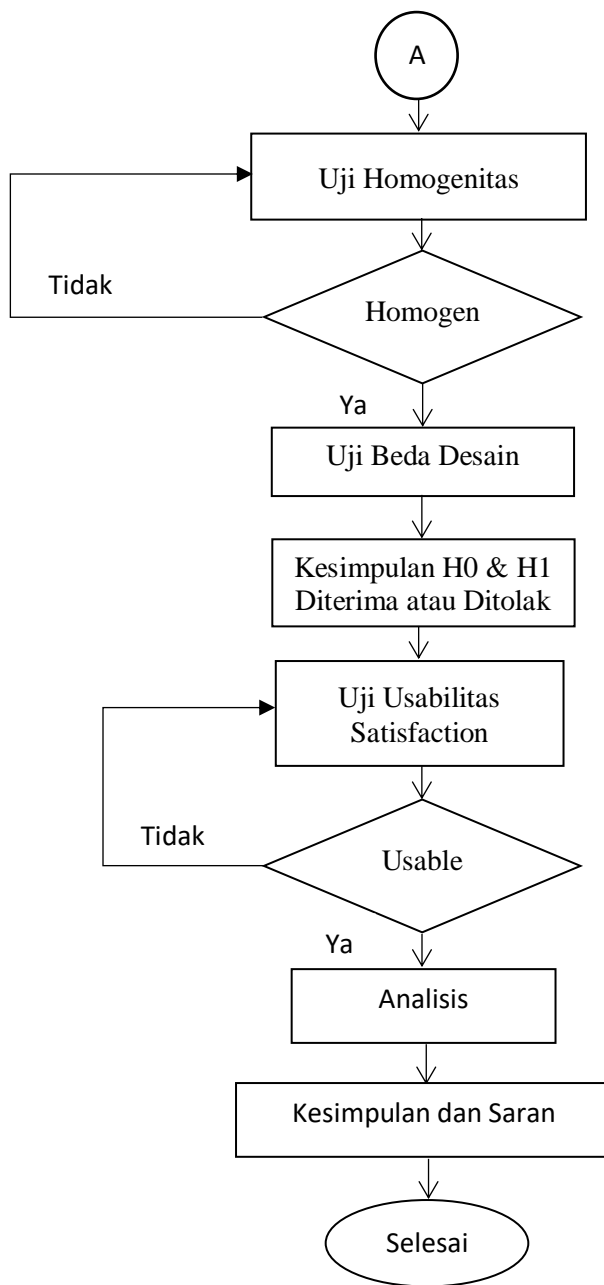 A
Uji Homogenitas
Tidak
Homogen
Ya
Uji Beda Desain
Kesimpulan H0 & H1
Diterima atau Ditolak
Uji Usabilitas
Satisfaction
Tidak
Usable
Ya
Analisis
Kesimpulan dan Saran
Selesai